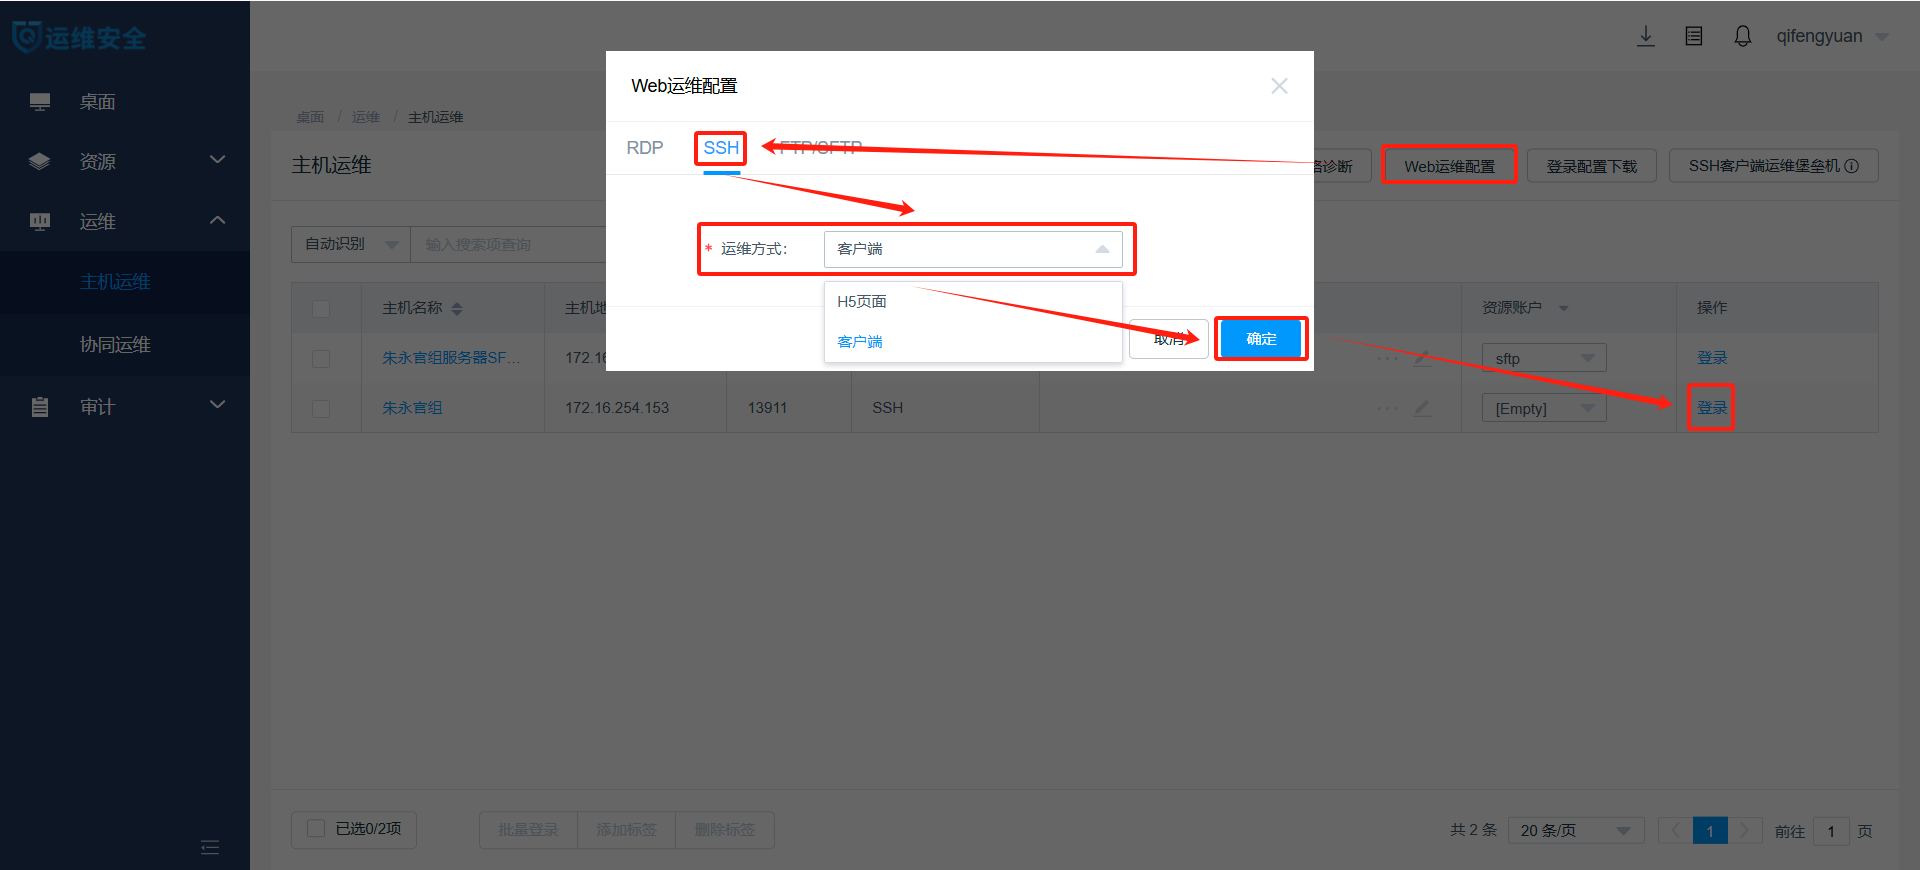 运维安全
qifengyuan
桌面
资源
运维
主机运维
协同运维
审计
桌面 / 运维 / 主机运维
主机运维
络诊断
Web运维配置
登录配置下载
SSH客户端运维堡垒机
Web运维配置
RDP
SSH
FTP/SFTP
* 运维方式:
客户端
H5页面
客户端
取消
确定
自动识别
输入搜索项查询
主机名称
主机地
资源账户
操作
朱永官组服务器SF...
172.16
sftp
登录
朱永官组
172.16.254.153
13911
SSH
[Empty]
登录
已选0/2项
批量登录
添加标签
删除标签
共 2 条
20 条/页
1
前往
1
页